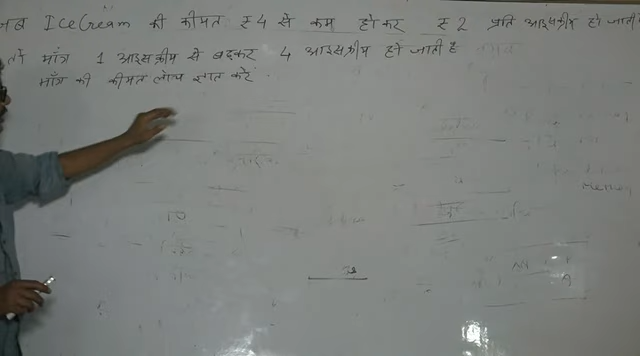 जब IceCream की कीमत ₹4 से कम होकर ₹2 प्रति आइसक्रीम हो जाती
तो माँग 1 आइसक्रीम से बढ़कर 4 आइसक्रीम हो जाती है
माँग की कीमत लोच ज्ञात करें